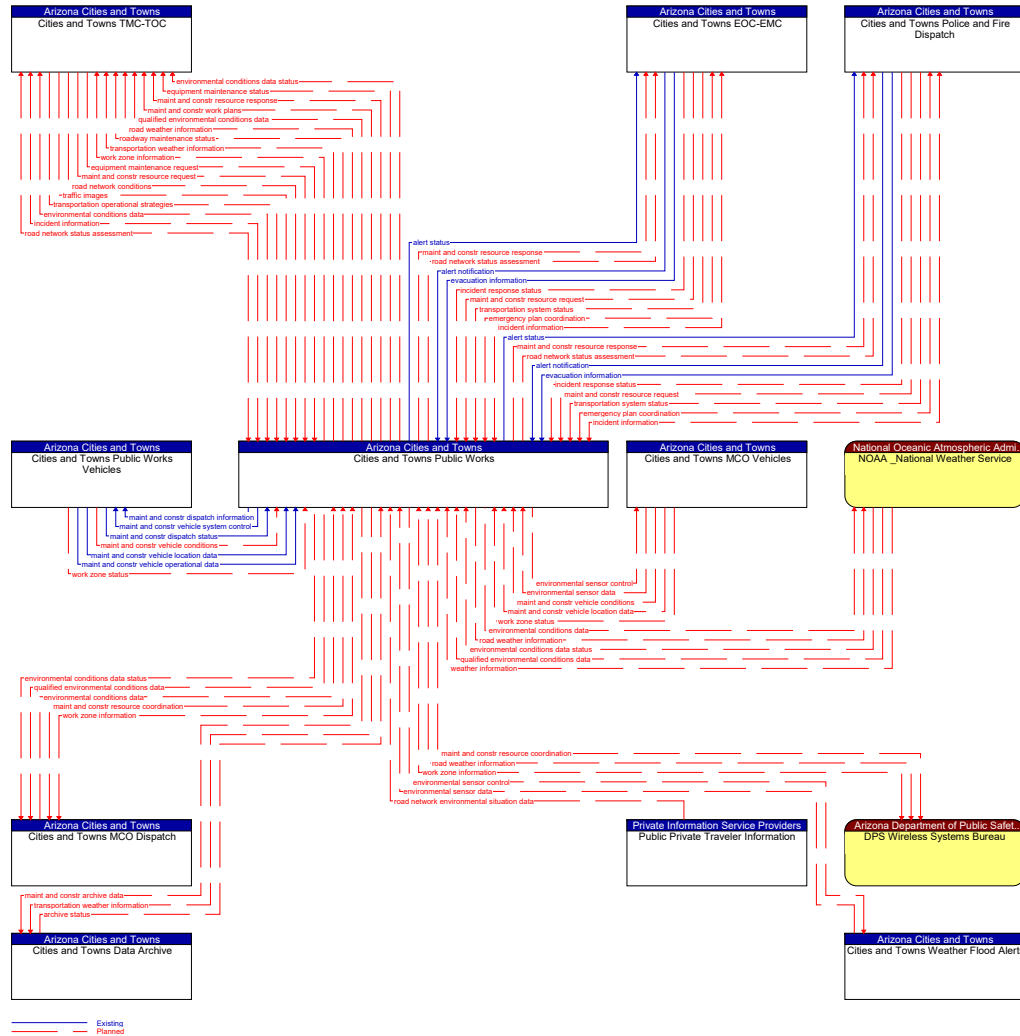 Arizona Cities and Towns
Cities and Towns TMC-TOC
Arizona Cities and Towns
Cities and Towns EOC-EMC
Arizona Cities and Towns
Cities and Towns Police and Fire
Dispatch
environmental conditions data status
equipment maintenance status
maint and constr resource response
maint and constr work plans
qualified environmental conditions data
road weather information
roadway maintenance status
transportation weather information
work zone information
equipment maintenance request
maint and constr resource request
road network conditions
traffic images
transportation operational strategies
environmental conditions data
incident information
road network status assessment
alert status
maint and constr resource response
road network status assessment
alert notification
evacuation information
incident response status
maint and constr resource request
transportation system status
emergency plan coordination
incident information
alert status
maint and constr resource response
road network status assessment
alert notification
evacuation information
incident response status
maint and constr resource request
transportation system status
emergency plan coordination
incident information
Arizona Cities and Towns
Cities and Towns Public Works
Vehicles
Arizona Cities and Towns
Cities and Towns Public Works
Arizona Cities and Towns
Cities and Towns MCO Vehicles
National Oceanic Atmospheric Admi...
NOAA _National Weather Service
maint and constr dispatch information
maint and constr vehicle system control
maint and constr dispatch status
maint and constr vehicle conditions
maint and constr vehicle location data
maint and constr vehicle operational data
work zone status
environmental sensor control
environmental sensor data
maint and constr vehicle conditions
maint and constr vehicle location data
work zone status
environmental conditions data
road weather information
environmental conditions data status
qualified environmental conditions data
weather information
environmental conditions data status
qualified environmental conditions data
environmental conditions data
maint and constr resource coordination
work zone information
maint and constr resource coordination
road weather information
work zone information
environmental sensor control
environmental sensor data
road network environmental situation data
Arizona Cities and Towns
Cities and Towns MCO Dispatch
Private Information Service Providers
Public Private Traveler Information
Arizona Department of Public Safet...
DPS Wireless Systems Bureau
maint and constr archive data
transportation weather information
archive status
Arizona Cities and Towns
Cities and Towns Data Archive
Arizona Cities and Towns
Cities and Towns Weather Flood Alert
Existing
Planned